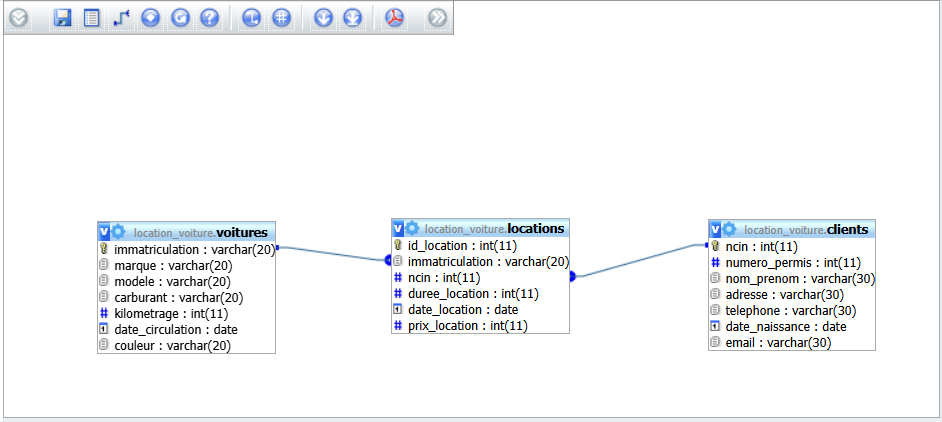 location_voiture.voitures
immatriculation : varchar(20)
marque : varchar(20)
modele : varchar(20)
carburant : varchar(20)
kilometrage : int(11)
date_circulation : date
couleur : varchar(20)
location_voiture.locations
id_location : int(11)
immatriculation : varchar(20)
ncin : int(11)
duree_location : int(11)
date_location : date
prix_location : int(11)
location_voiture.clients
ncin : int(11)
numero_permis : int(11)
nom_prenom : varchar(30)
adresse : varchar(30)
telephone : varchar(30)
date_naissance : date
email : varchar(30)